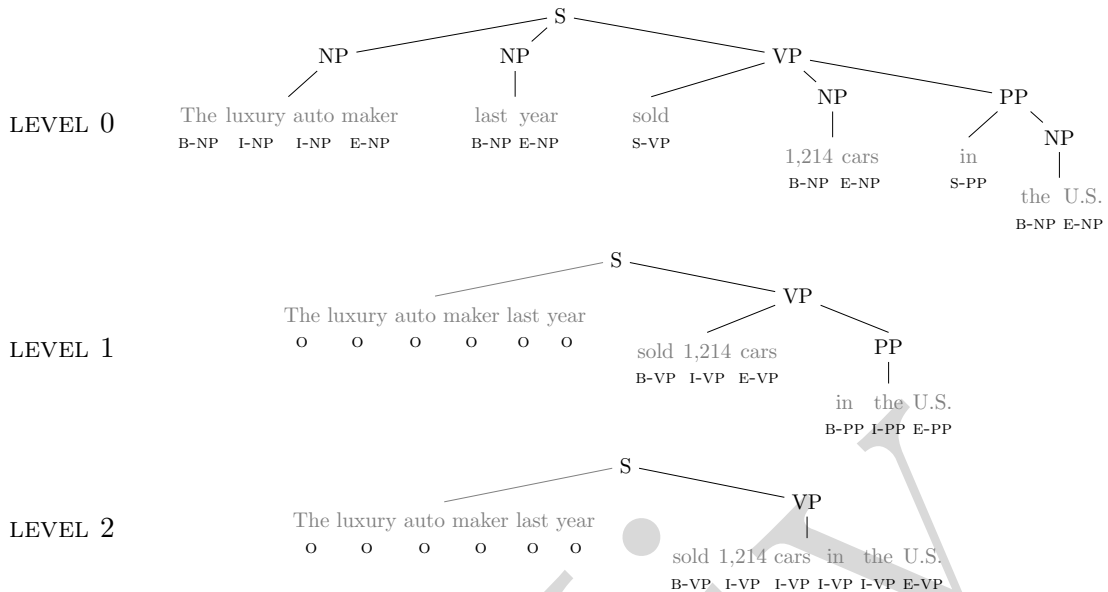 S
NP NP VP
LEVEL 0 The luxury auto maker last year sold NP PP
B-NP I-NP I-NP E-NP B-NP E-NP S-VP 1,214 cars in NP
B-NP E-NP S-PP the U.S.
B-NP E-NP
S
VP
The luxury auto maker last year
LEVEL 1 O O O O O O sold 1,214 cars PP
B-VP I-VP E-VP in the U.S.
B-PP I-PP E-PP
S
VP
LEVEL 2 The luxury auto maker last year
O O O O O O sold 1,214 cars in the U.S.
B-VP I-VP I-VP I-VP I-VP E-VP